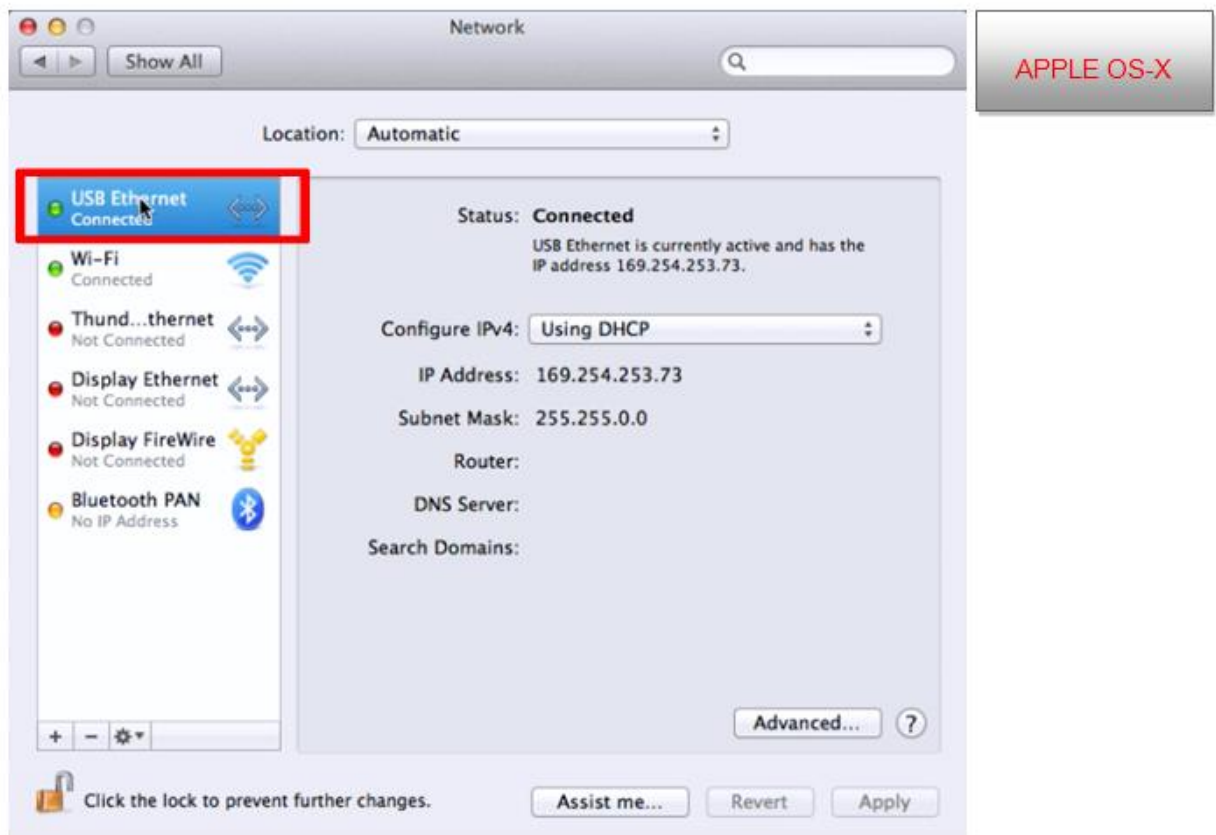 Network
Show All
APPLE OS-X
Location: Automatic
USB Ethernet
Connected
Wi-Fi
Connected
Thund...thernet
Not Connected
Display Ethernet
Not Connected
Display FireWire
Not Connected
Bluetooth PAN
No IP Address
Status: Connected
USB Ethernet is currently active and has the
IP address 169.254.253.73.
Configure IPv4: Using DHCP
IP Address: 169.254.253.73
Subnet Mask: 255.255.0.0
Router:
DNS Server:
Search Domains:
Advanced... ?
Click the lock to prevent further changes.
Assist me... Revert Apply